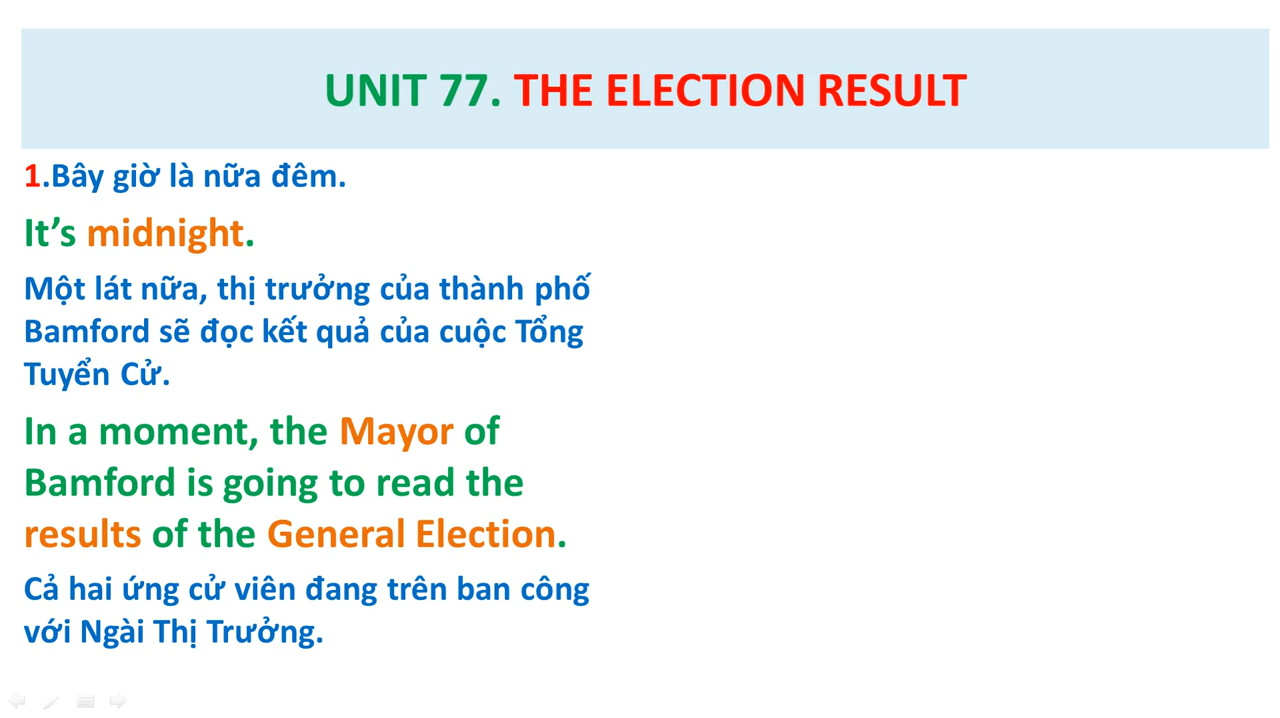 UNIT 77. THE ELECTION RESULT
1.Bây giờ là nữa đêm.
It’s midnight.
Một lát nữa, thị trưởng của thành phố
Bamford sẽ đọc kết quả của cuộc Tổng
Tuyển Cử.
In a moment, the Mayor of
Bamford is going to read the
results of the General Election.
Cả hai ứng cử viên đang trên ban công
với Ngài Thị Trưởng.